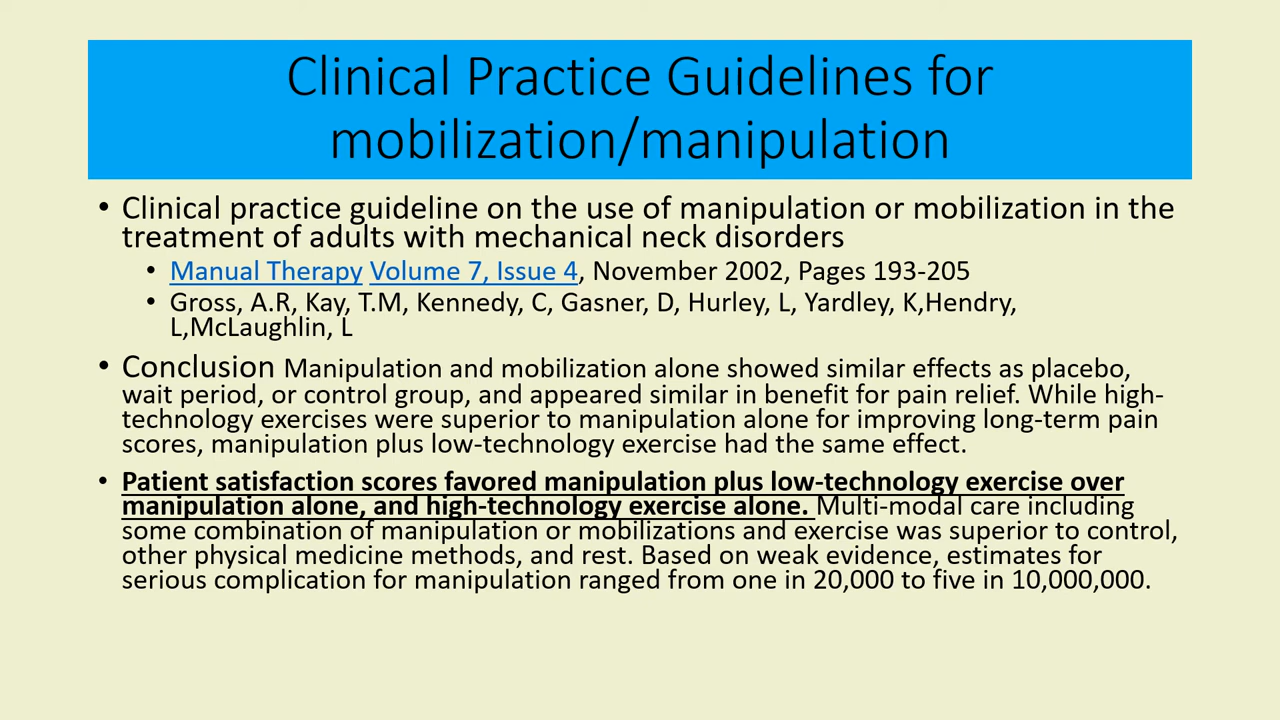 Clinical Practice Guidelines for
mobilization/manipulation
• Clinical practice guideline on the use of manipulation or mobilization in the
treatment of adults with mechanical neck disorders
• Manual Therapy Volume 7, Issue 4, November 2002, Pages 193-205
• Gross, A.R, Kay, T.M, Kennedy, C, Gasner, D, Hurley, L, Yardley, K,Hendry,
L,McLaughlin, L
• Conclusion Manipulation and mobilization alone showed similar effects as placebo,
wait period, or control group, and appeared similar in benefit for pain relief. While high-
technology exercises were superior to manipulation alone for improving long-term pain
scores, manipulation plus low-technology exercise had the same effect.
• Patient satisfaction scores favored manipulation plus low-technology exercise over
manipulation alone, and high-technology exercise alone. Multi-modal care including
some combination of manipulation or mobilizations and exercise was superior to control,
other physical medicine methods, and rest. Based on weak evidence, estimates for
serious complication for manipulation ranged from one in 20,000 to five in 10,000,000.